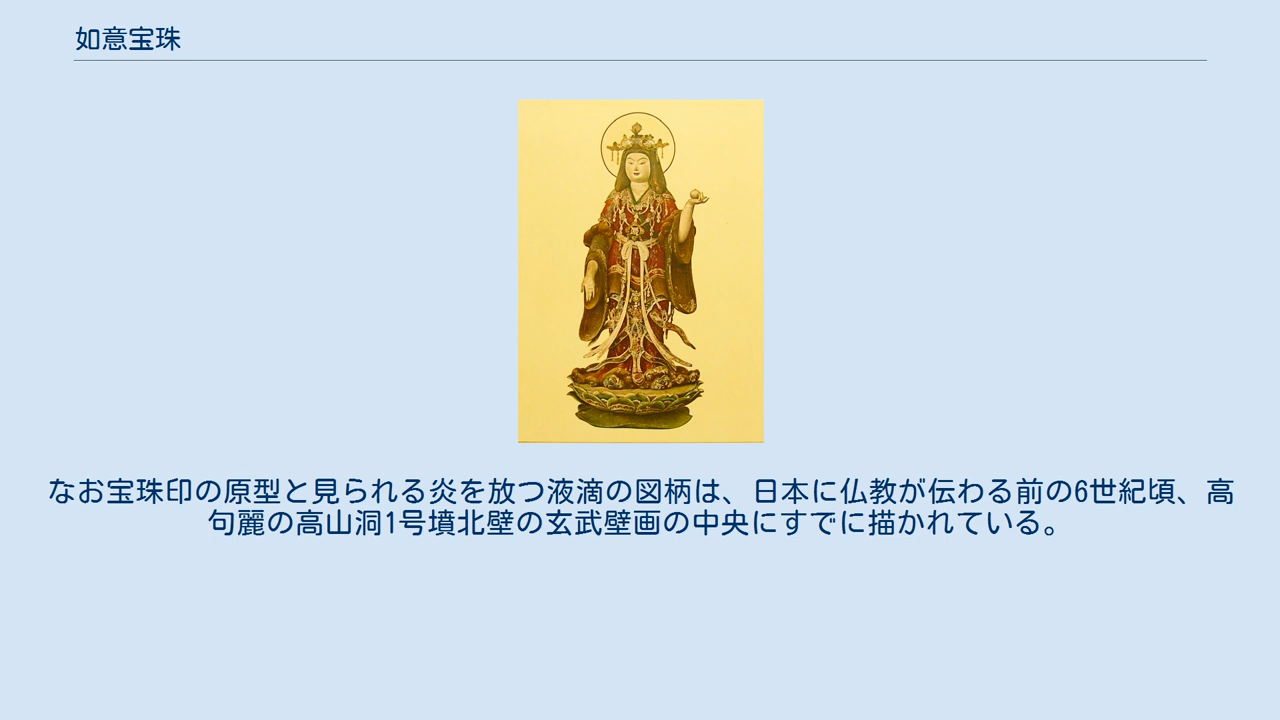 如意宝珠
なお宝珠印の原型と見られる炎を放つ液滴の図柄は、日本に仏教が伝わる前の6世紀頃、高
句麗の高山洞1号墳北壁の玄武壁画の中央にすでに描かれている。